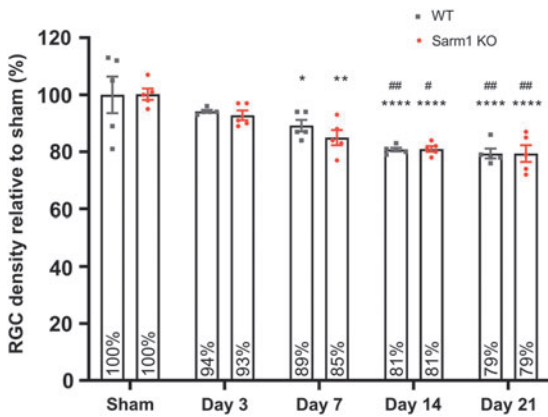 WT
Sarm1 KO
RGC density relative to sham (%)
120
100
80
60
40
20
0
* ** ## # ## ##
**** **** **** ****
100% 100% 94% 93% 89% 85% 81% 81% 79% 79%
Sham Day 3 Day 7 Day 14 Day 21